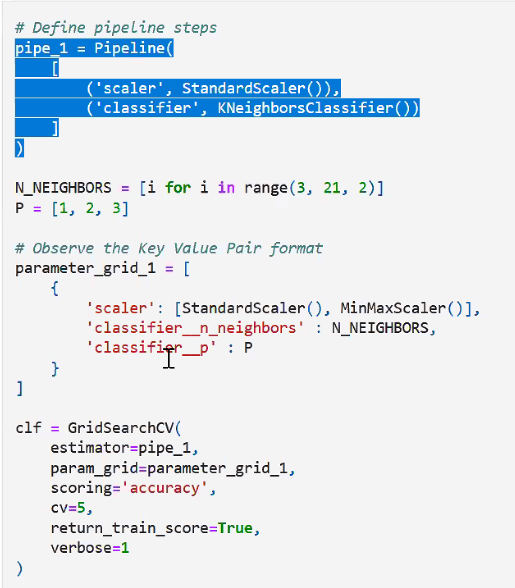 # Define pipeline steps
pipe_1 = Pipeline(
    [
        ('scaler', StandardScaler()),
        ('classifier', KNeighborsClassifier())
    ]
)
N_NEIGHBORS = [i for i in range(3, 21, 2)]
P = [1, 2, 3]
# Observe the Key Value Pair format
parameter_grid_1 = [
    {
        'scaler': [StandardScaler(), MinMaxScaler()],
        'classifier__n_neighbors' : N_NEIGHBORS,
        'classifier__p' : P
    }
]
clf = GridSearchCV(
    estimator=pipe_1,
    param_grid=parameter_grid_1,
    scoring='accuracy',
    cv=5,
    return_train_score=True,
    verbose=1
)